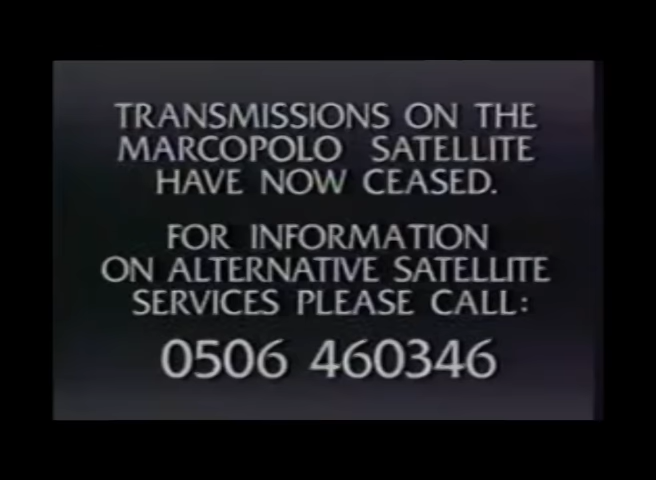 TRANSMISSIONS ON THE
MARCOPOLO SATELLITE
HAVE NOW CEASED.
FOR INFORMATION
ON ALTERNATIVE SATELLITE
SERVICES PLEASE CALL:
0506 460346